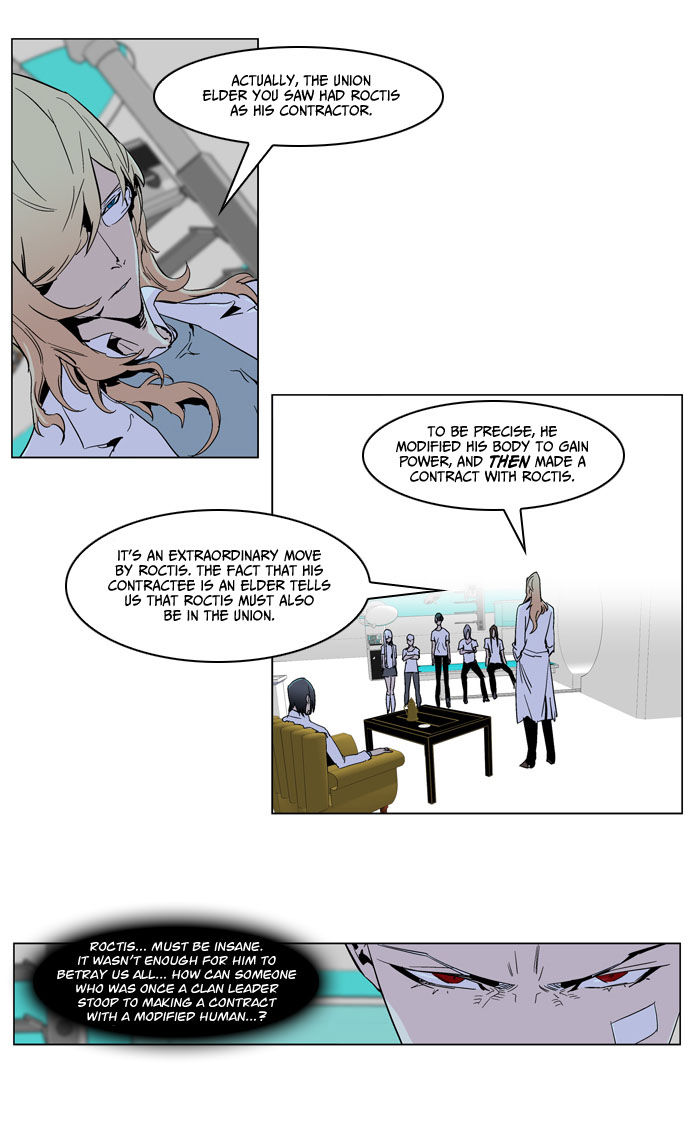 ACTUALLY, THE UNION
ELDER YOU SAW HAD ROCTIS
AS HIS CONTRACTOR.
TO BE PRECISE, HE
MODIFIED HIS BODY TO GAIN
POWER, AND THEN MADE A
CONTRACT WITH ROCTIS.
IT'S AN EXTRAORDINARY MOVE
BY ROCTIS. THE FACT THAT HIS
CONTRACTEE IS AN ELDER TELLS
US THAT ROCTIS MUST ALSO
BE IN THE UNION.
ROCTIS... MUST BE INSANE.
IT WASN'T ENOUGH FOR HIM TO
BETRAY US ALL... HOW CAN SOMEONE
WHO WAS ONCE A CLAN LEADER
STOOP TO MAKING A CONTRACT
WITH A MODIFIED HUMAN...?